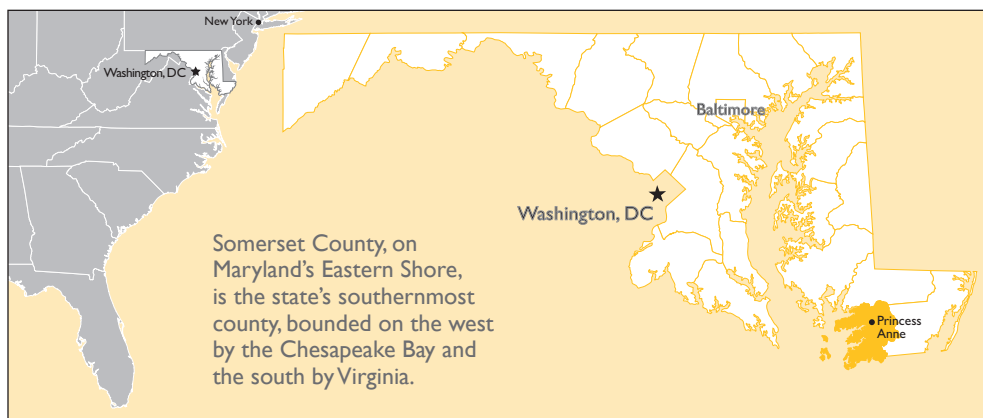 New York
Washington, DC
Baltimore
Washington, DC
Somerset County, on
Maryland’s Eastern Shore,
is the state’s southernmost
county, bounded on the west
by the Chesapeake Bay and
the south by Virginia.
Princess
Anne